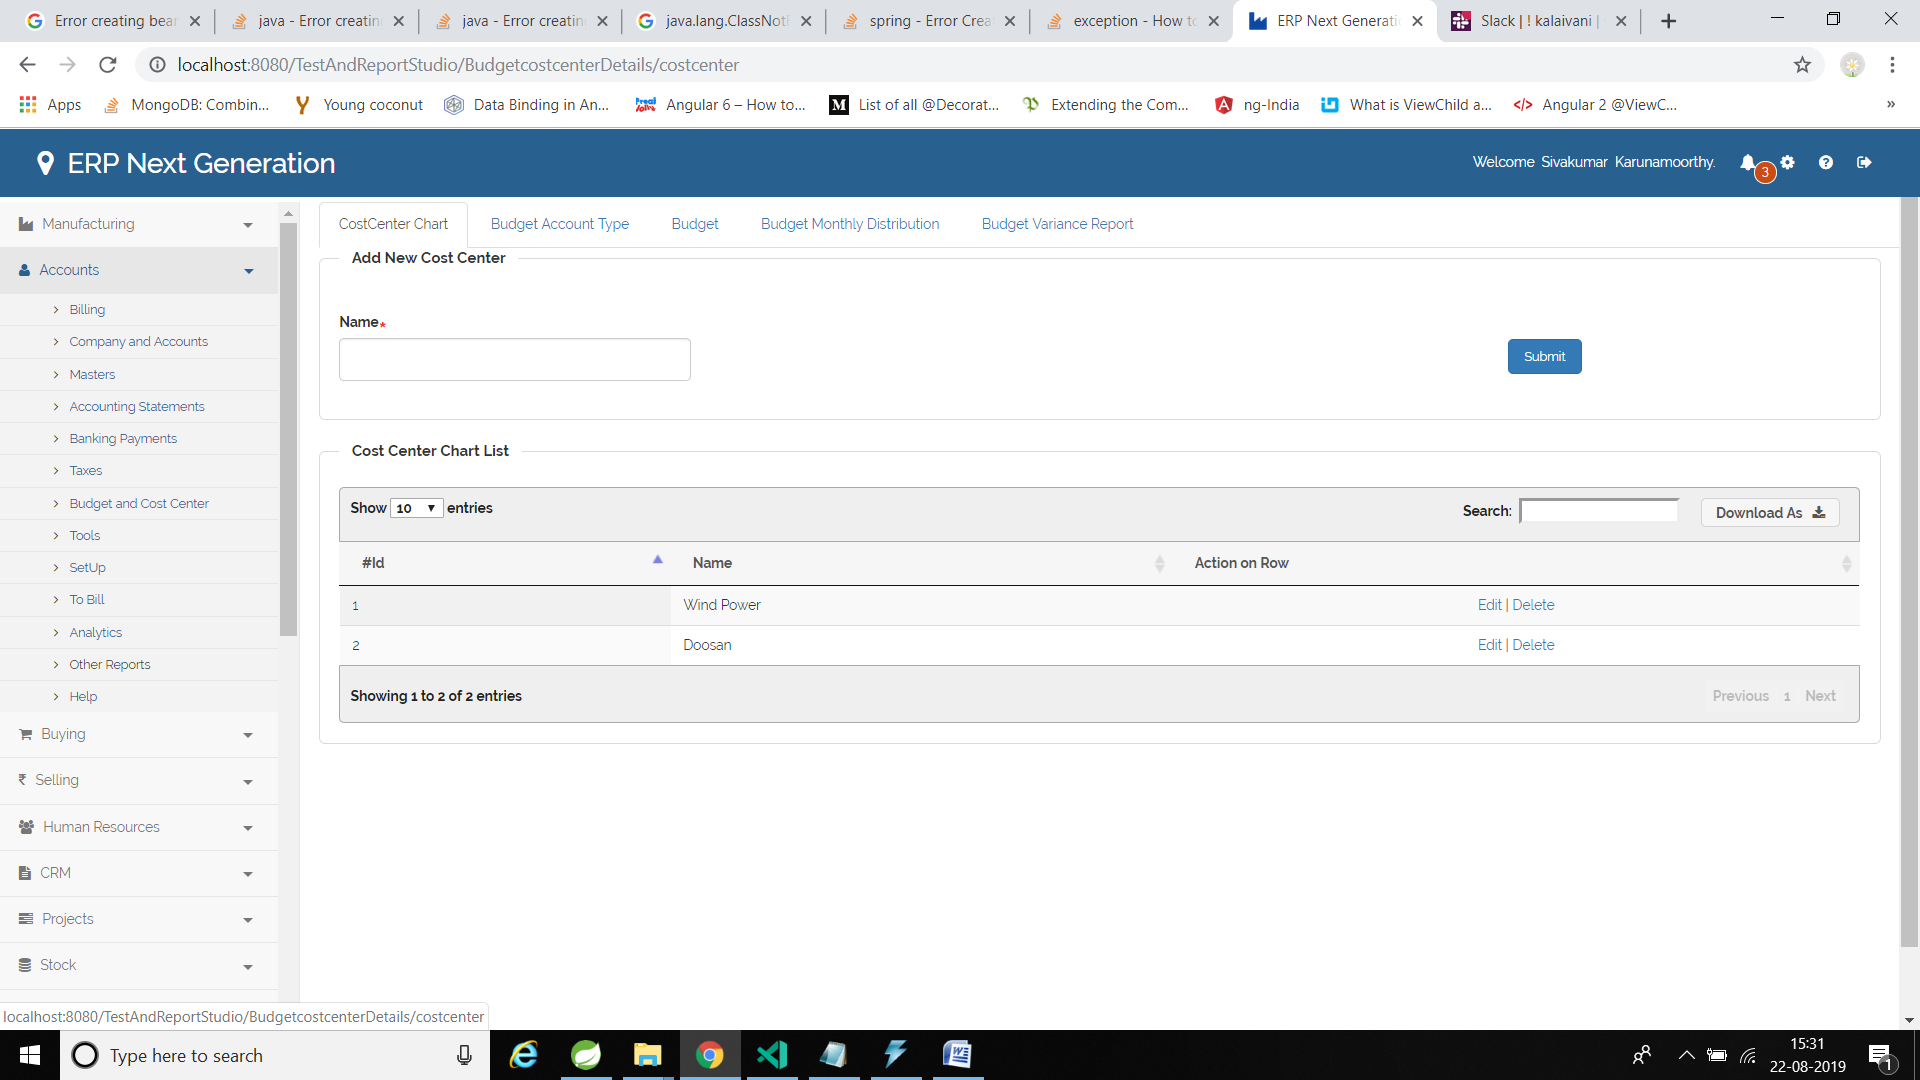 Error creating bear
java - Error creatin
java - Error creatin
java.lang.ClassNot
spring - Error Crea
exception - How to
ERP Next Generati
Slack | ! kalaivani |
localhost:8080/TestAndReportStudio/BudgetcostcenterDetails/costcenter
Apps
MongoDB: Combin...
Young coconut
Data Binding in An...
Angular 6 – How to...
List of all @Decorat...
Extending the Com...
ng-India
What is ViewChild a...
Angular 2 @ViewC...
»
ERP Next Generation
Welcome Sivakumar Karunamoorthy.
3
Manufacturing
Accounts
Billing
Company and Accounts
Masters
Accounting Statements
Banking Payments
Taxes
Budget and Cost Center
Tools
SetUp
To Bill
Analytics
Other Reports
Help
Buying
Selling
Human Resources
CRM
Projects
Stock
CostCenter Chart
Budget Account Type
Budget
Budget Monthly Distribution
Budget Variance Report
Add New Cost Center
Name*
Submit
Cost Center Chart List
Show 10 entries
Search:
Download As
#Id Name Action on Row
1 Wind Power Edit | Delete
2 Doosan Edit | Delete
Showing 1 to 2 of 2 entries
Previous 1 Next
localhost:8080/TestAndReportStudio/BudgetcostcenterDetails/costcenter
Type here to search
15:31
22-08-2019
1